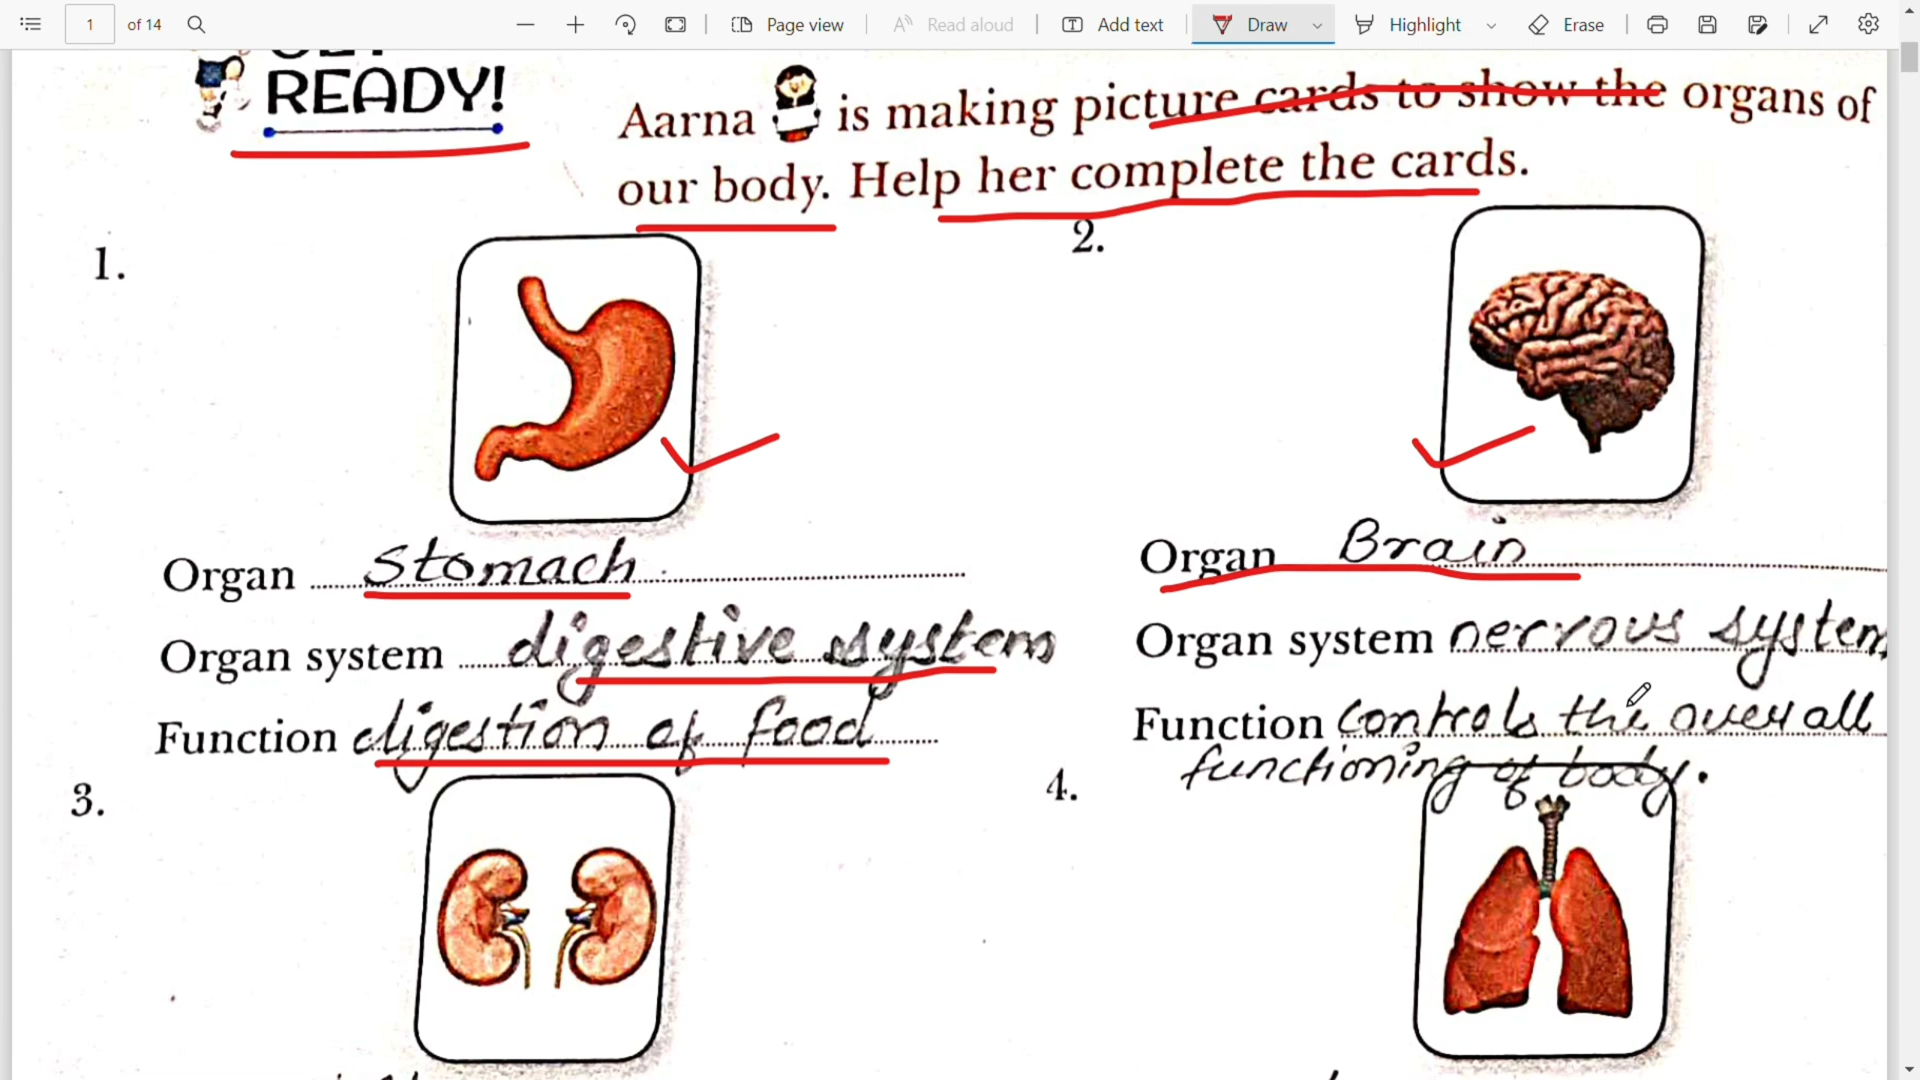 1 of 14 Page view Read aloud Add text Draw Highlight Erase
READY!
Aarna is making picture cards to show the organs of
our body. Help her complete the cards.
1.
2.
Organ Stomach
Organ system digestive system
Function digestion of food
Organ Brain
Organ system nervous system
Function controls the overall
functioning of body.
3.
4.